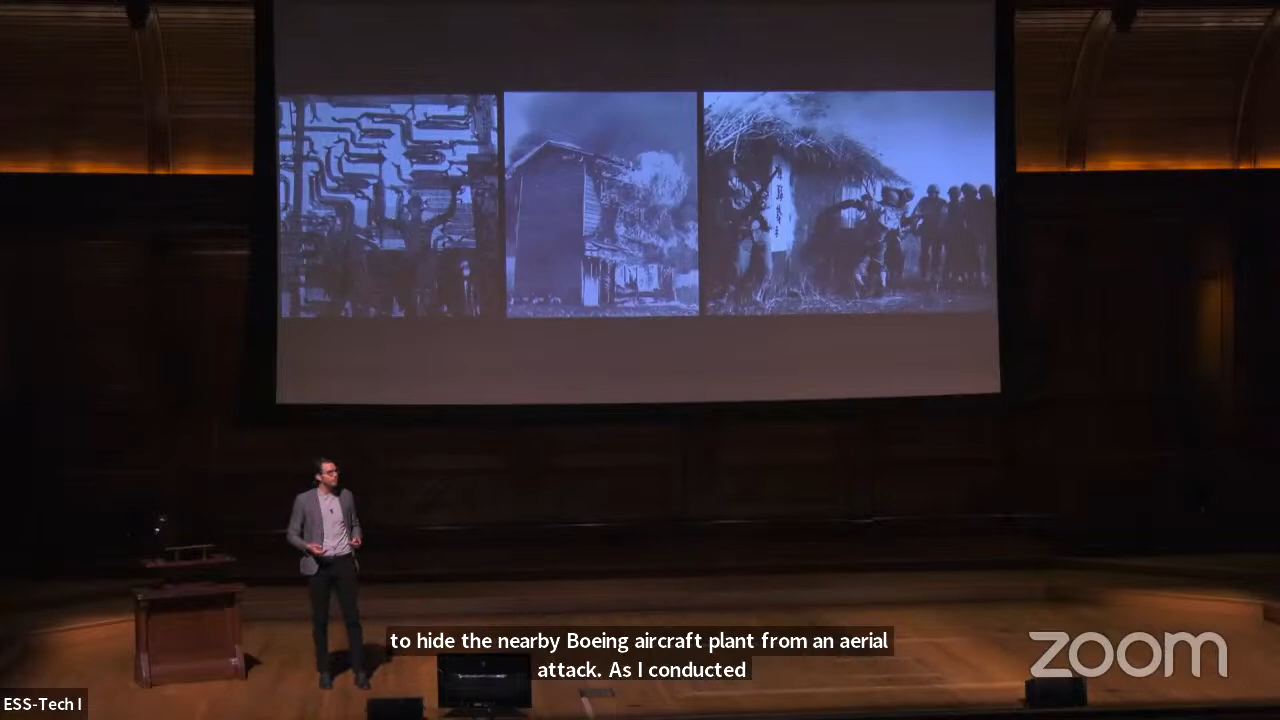 to hide the nearby Boeing aircraft plant from an aerial
attack. As I conducted
zoom
ESS-Tech I